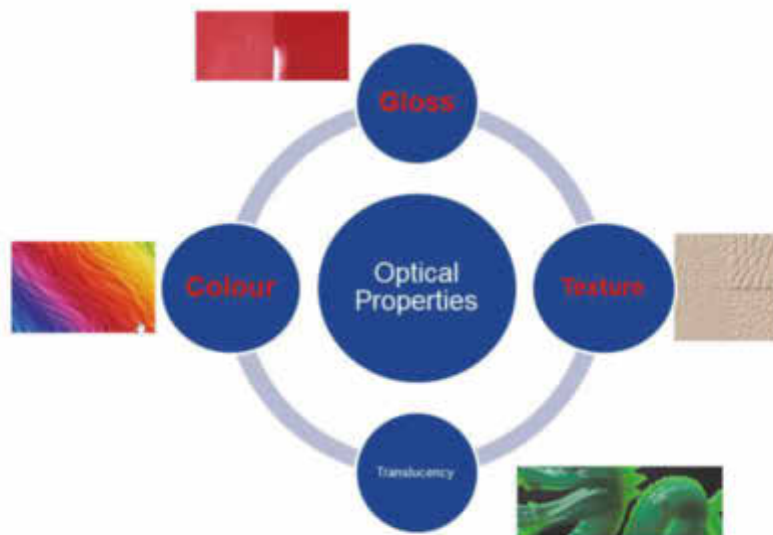 Gloss
Colour
Optical
Properties
Texture
Translucency